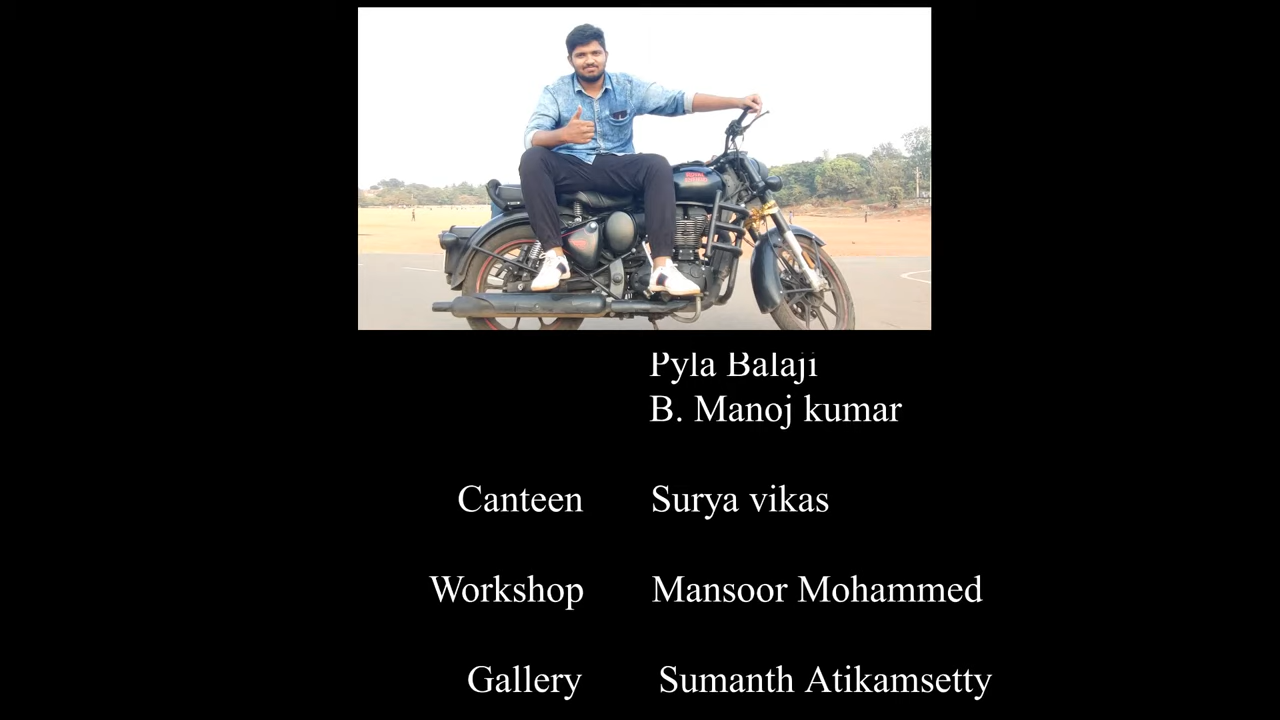 Pyla Balaji
B. Manoj kumar
Canteen Surya vikas
Workshop Mansoor Mohammed
Gallery Sumanth Atikamsetty